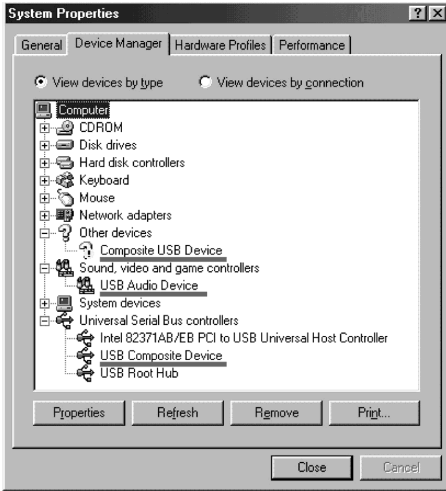 System Properties
General Device Manager Hardware Profiles Performance
View devices by type View devices by connection
Computer
CDROM
Disk drives
Hard disk controllers
Keyboard
Mouse
Network adapters
Other devices
Composite USB Device
Sound, video and game controllers
USB Audio Device
System devices
Universal Serial Bus controllers
Intel 82371AB/EB PCI to USB Universal Host Controller
USB Composite Device
USB Root Hub
Properties Refresh Remove Print...
Close Cancel